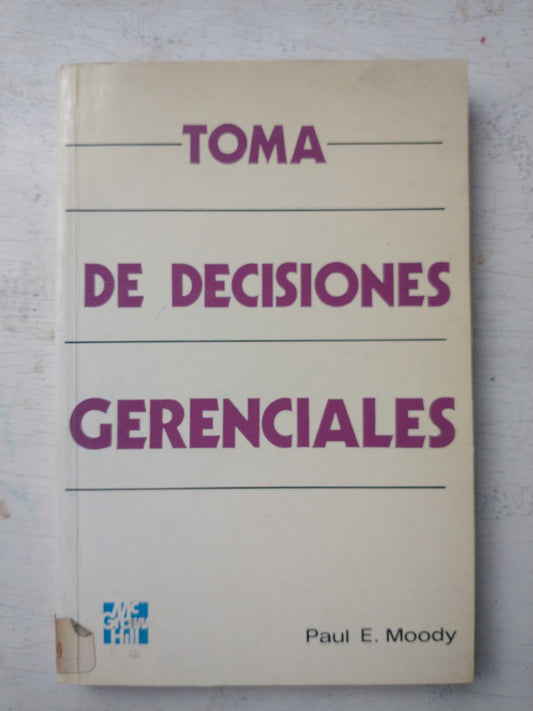 TOMA
DE DECISIONES
GERENCIALES
Mc
Graw
Hill
Paul E. Moody